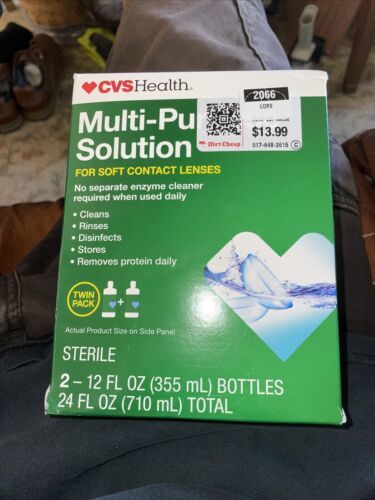 CVSHealth®
Multi-Pu
Solution
2066
CORE
$13.99
Dirt Cheap
017-648-2615 C
FOR SOFT CONTACT LENSES
No separate enzyme cleaner
required when used daily
• Cleans
• Rinses
• Disinfects
• Stores
• Removes protein daily
TWIN
PACK
+
Actual Product Size on Side Panel
STERILE
2 – 12 FL OZ (355 mL) BOTTLES
24 FL OZ (710 mL) TOTAL